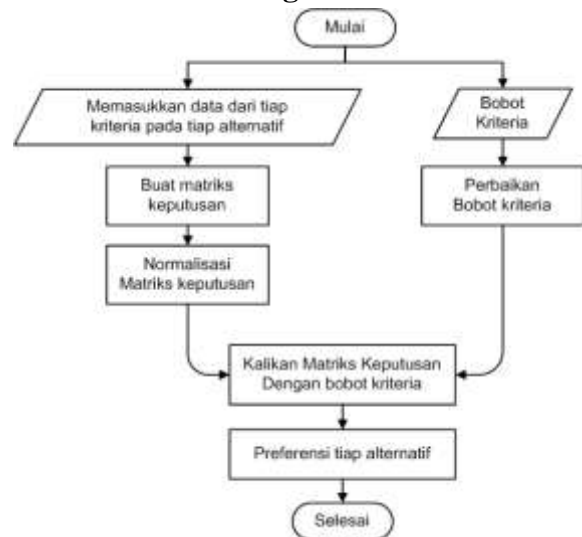 Mulai
Memasukkan data dari tiap
kriteria pada tiap alternatif
Bobot
Kriteria
Buat matriks
keputusan
Perbaikan
Bobot kriteria
Normalisasi
Matriks keputusan
Kalikan Matriks Keputusan
Dengan bobot kriteria
Preferensi tiap alternatif
Selesai